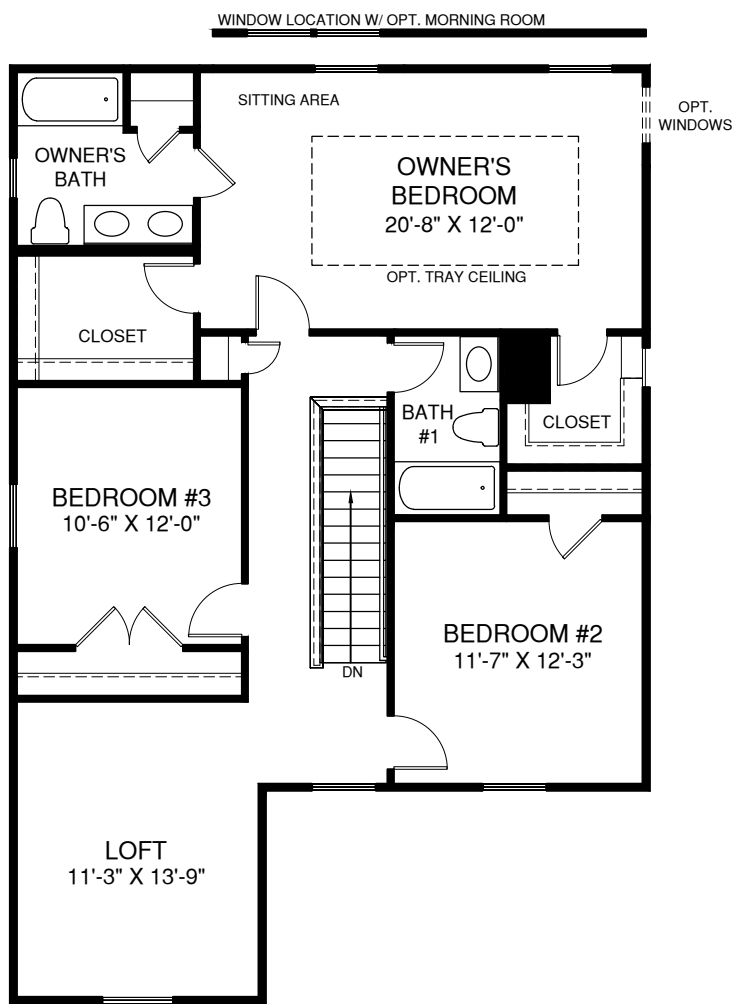 WINDOW LOCATION W/ OPT. MORNING ROOM
SITTING AREA
OPT.
WINDOWS
OWNER'S
BATH
OWNER'S
BEDROOM
20'-8" X 12'-0"
OPT. TRAY CEILING
CLOSET
BATH
#1
CLOSET
BEDROOM #3
10'-6" X 12'-0"
BEDROOM #2
11'-7" X 12'-3"
DN
LOFT
11'-3" X 13'-9"